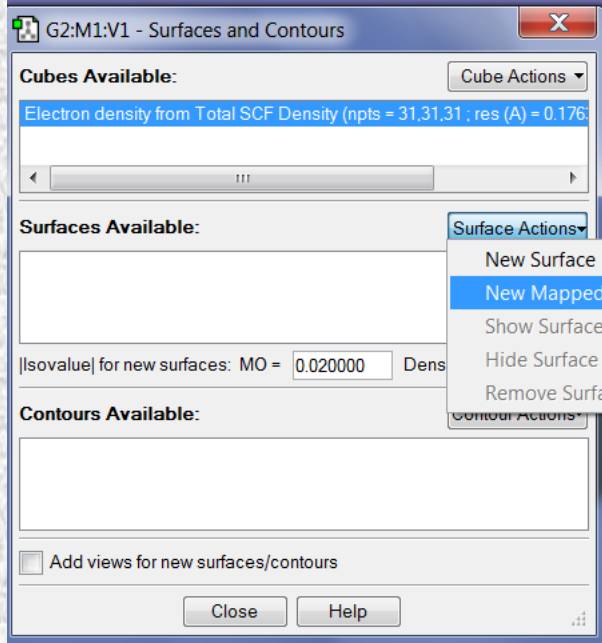 G2:M1:V1 - Surfaces and Contours
Cubes Available:
Cube Actions
Electron density from Total SCF Density (npts = 31,31,31 ; res (A) = 0.1763
Surfaces Available:
Surface Actions
New Surface
New Mapped
Show Surface
Hide Surface
Remove Surfa
|Isovalue| for new surfaces: MO = 0.020000 Dens
Contours Available:
Contour Actions
Add views for new surfaces/contours
Close Help